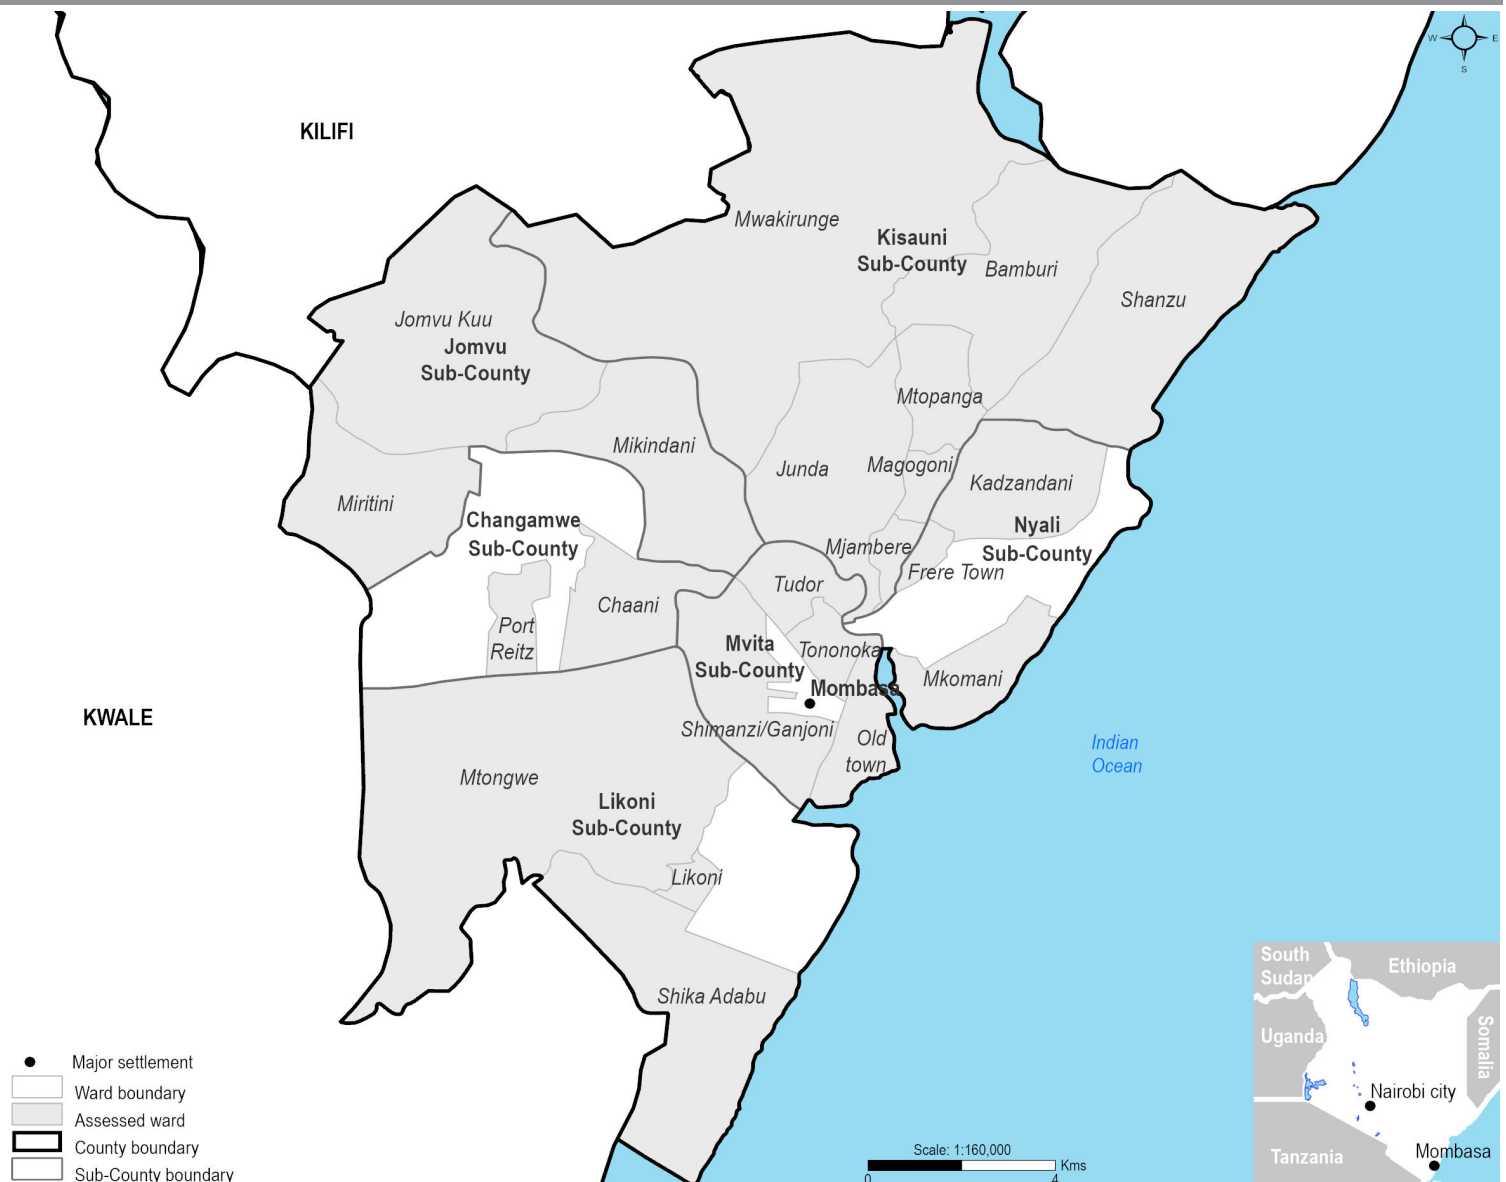 W
E
S
KILIFI
Mwakirunge
Kisauni
Sub-County
Bamburi
Shanzu
Jomvu Kuu
Jomvu
Sub-County
Mtopanga
Mikindani
Junda
Magogoni
Kadzandani
Miritini
Changamwe
Sub-County
Nyali
Sub-County
Mjambere
Frere Town
Tudor
Chaani
Port
Reitz
Mvita
Sub-County
Tononoka
Mkomani
Mombasa
KWALE
Shimanzi/Ganjoni
Old
town
Indian
Ocean
Mtongwe
Likoni
Sub-County
Likoni
Shika Adabu
Major settlement
Ward boundary
Assessed ward
County boundary
Sub-County boundary
Scale: 1:160,000
Kms
0 4
South
Sudan
Ethiopia
Uganda
Somalia
Nairobi city
Tanzania
Mombasa